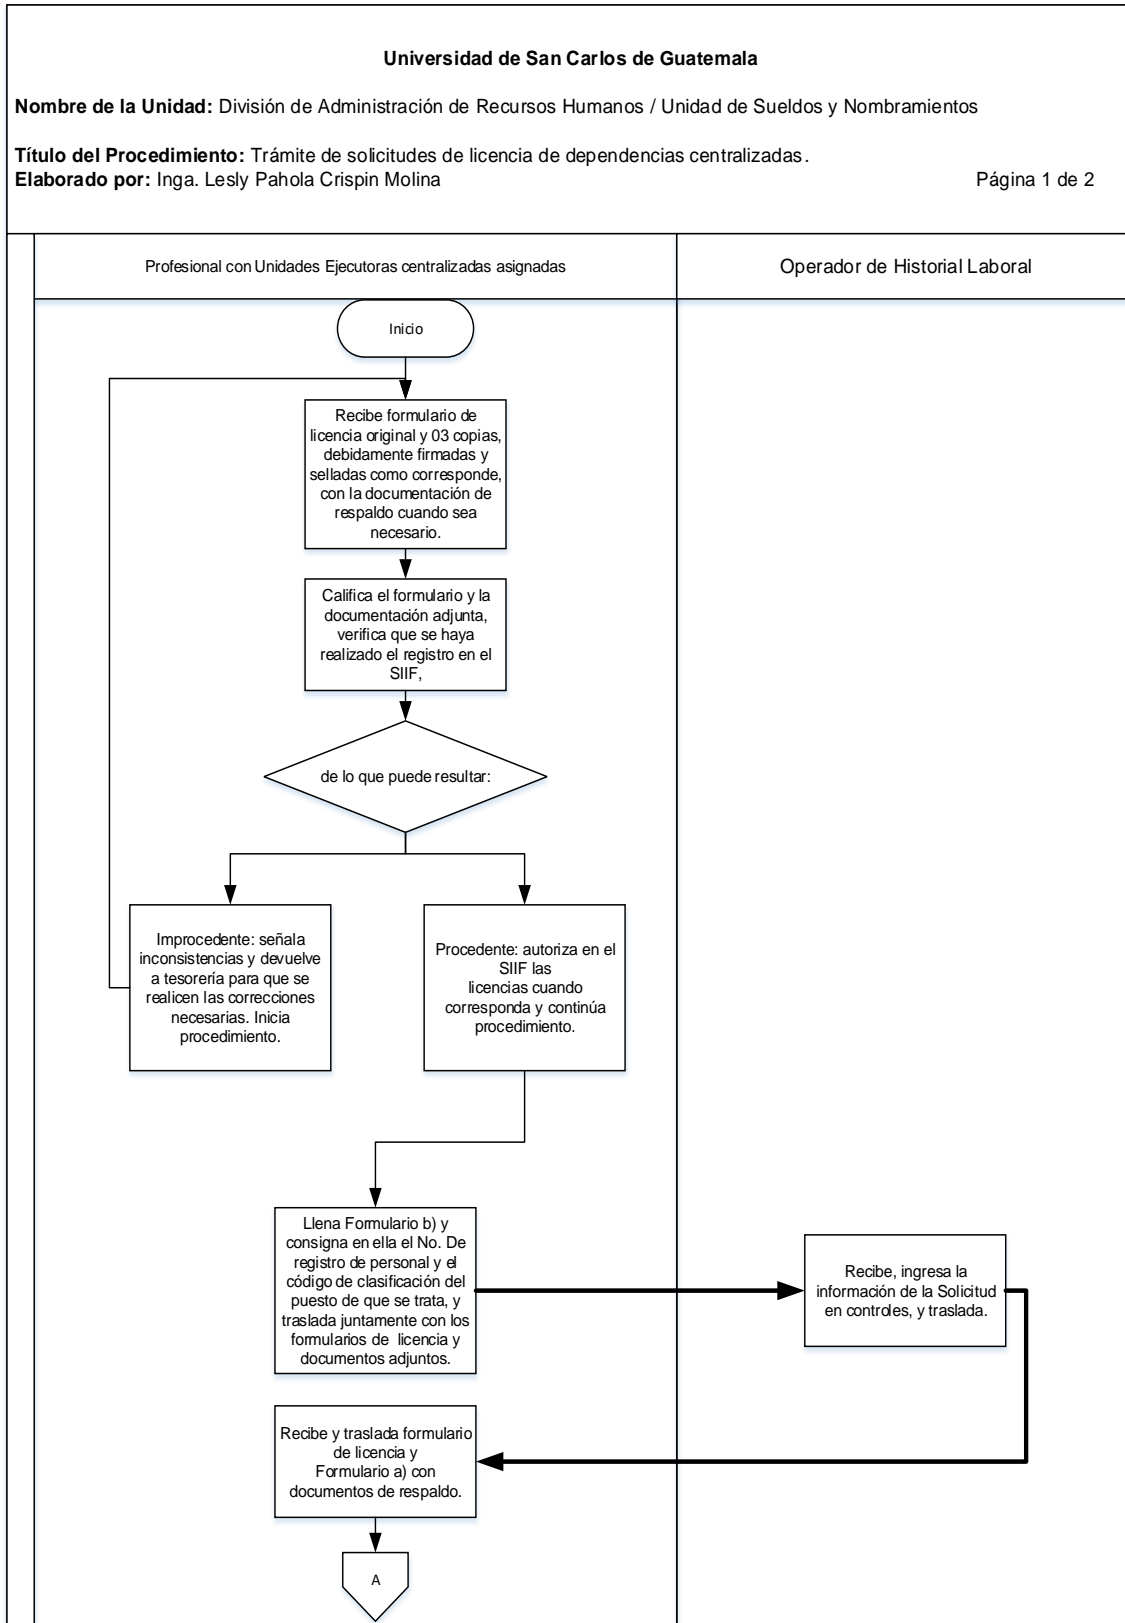 Universidad de San Carlos de Guatemala
Nombre de la Unidad: División de Administración de Recursos Humanos / Unidad de Sueldos y Nombramientos
Título del Procedimiento: Trámite de solicitudes de licencia de dependencias centralizadas.
Elaborado por: Inga. Lesly Pahola Crispin Molina
Página 1 de 2
Profesional con Unidades Ejecutoras centralizadas asignadas
Operador de Historial Laboral
Inicio
Recibe formulario de
licencia original y 03 copias,
debidamente firmadas y
selladas como corresponde,
con la documentación de
respaldo cuando sea
necesario.
Califica el formulario y la
documentación adjunta,
verifica que se haya
realizado el registro en el
SIIF,
de lo que puede resultar:
Improcedente: señala
inconsistencias y devuelve
a tesorería para que se
realicen las correcciones
necesarias. Inicia
procedimiento.
Procedente: autoriza en el
SIIF las
licencias cuando
corresponda y continúa
procedimiento.
Llena Formulario b) y
consigna en ella el No. De
registro de personal y el
código de clasificación del
puesto de que se trata, y
traslada juntamente con los
formularios de licencia y
documentos adjuntos.
Recibe, ingresa la
información de la Solicitud
en controles, y traslada.
Recibe y traslada formulario
de licencia y
Formulario a) con
documentos de respaldo.
A